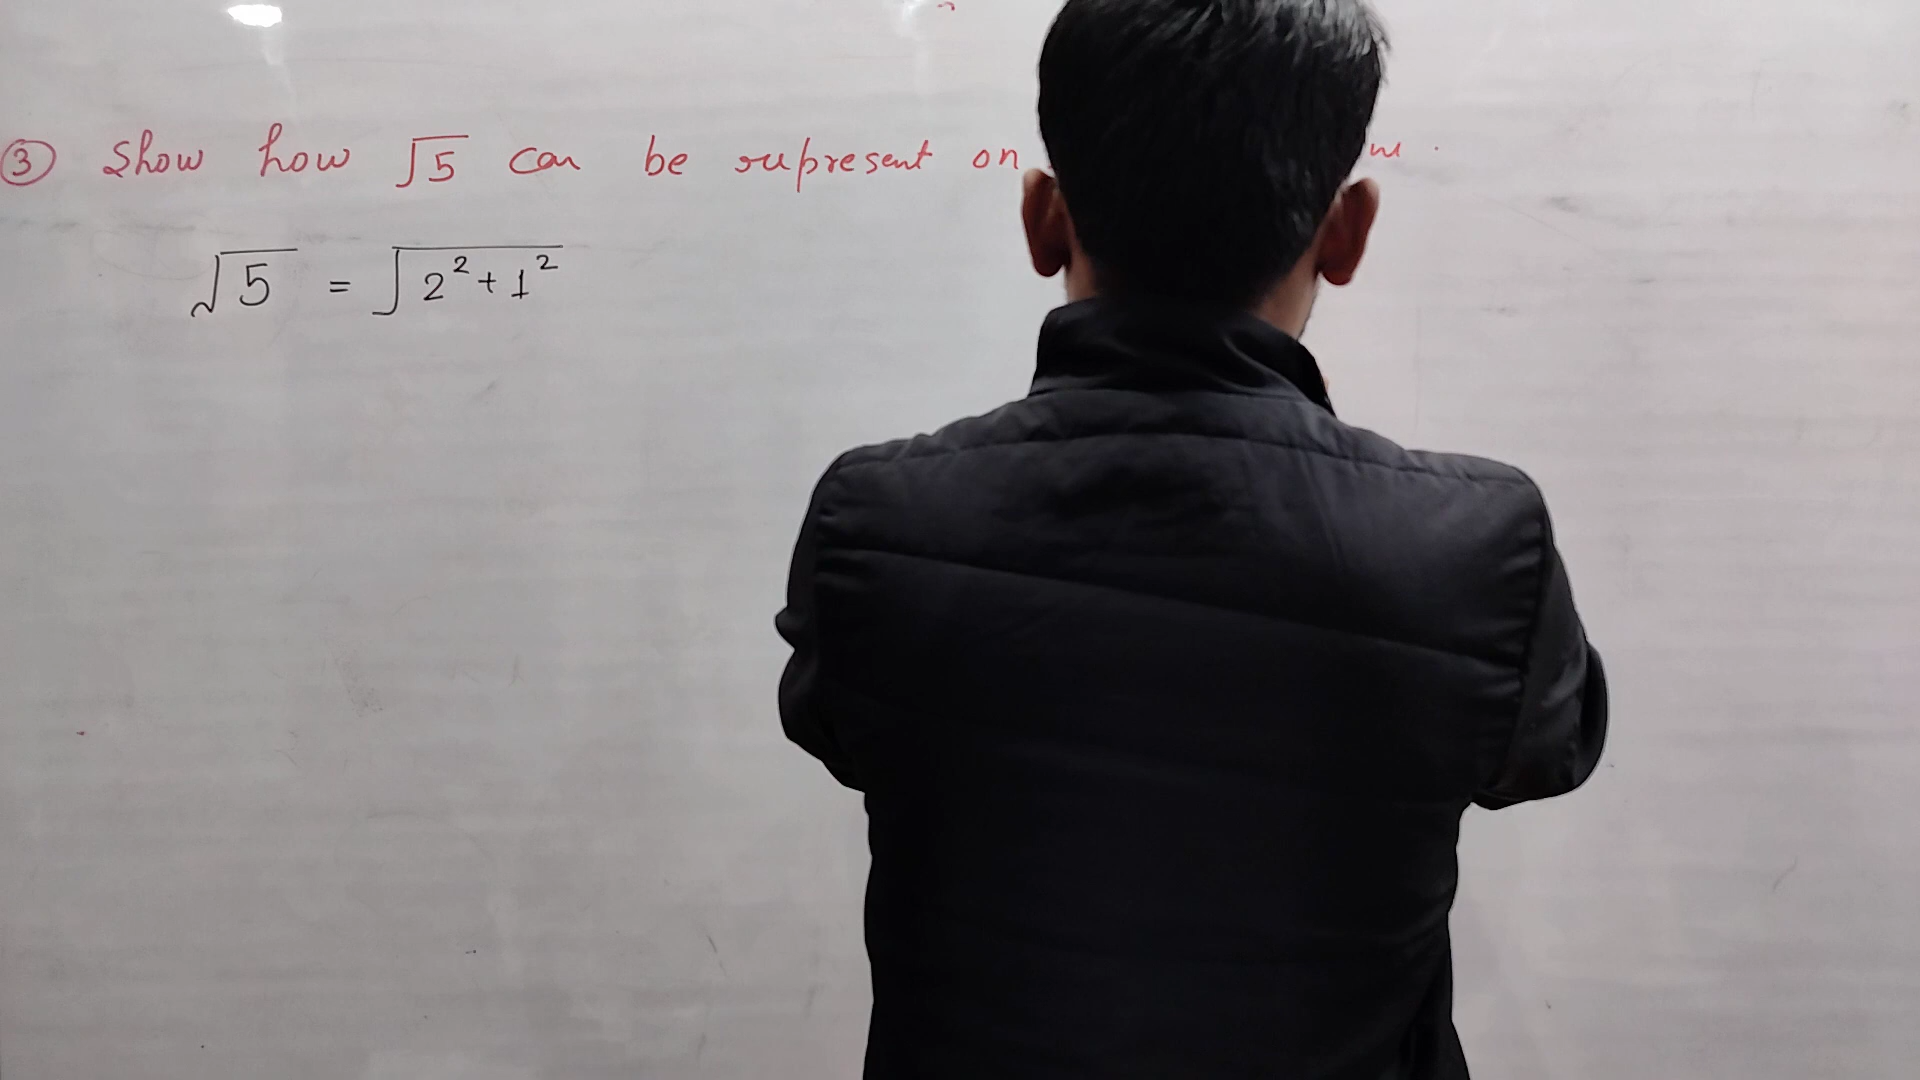 ③ Show how √5 can be represent on
√5 = √2²+1²